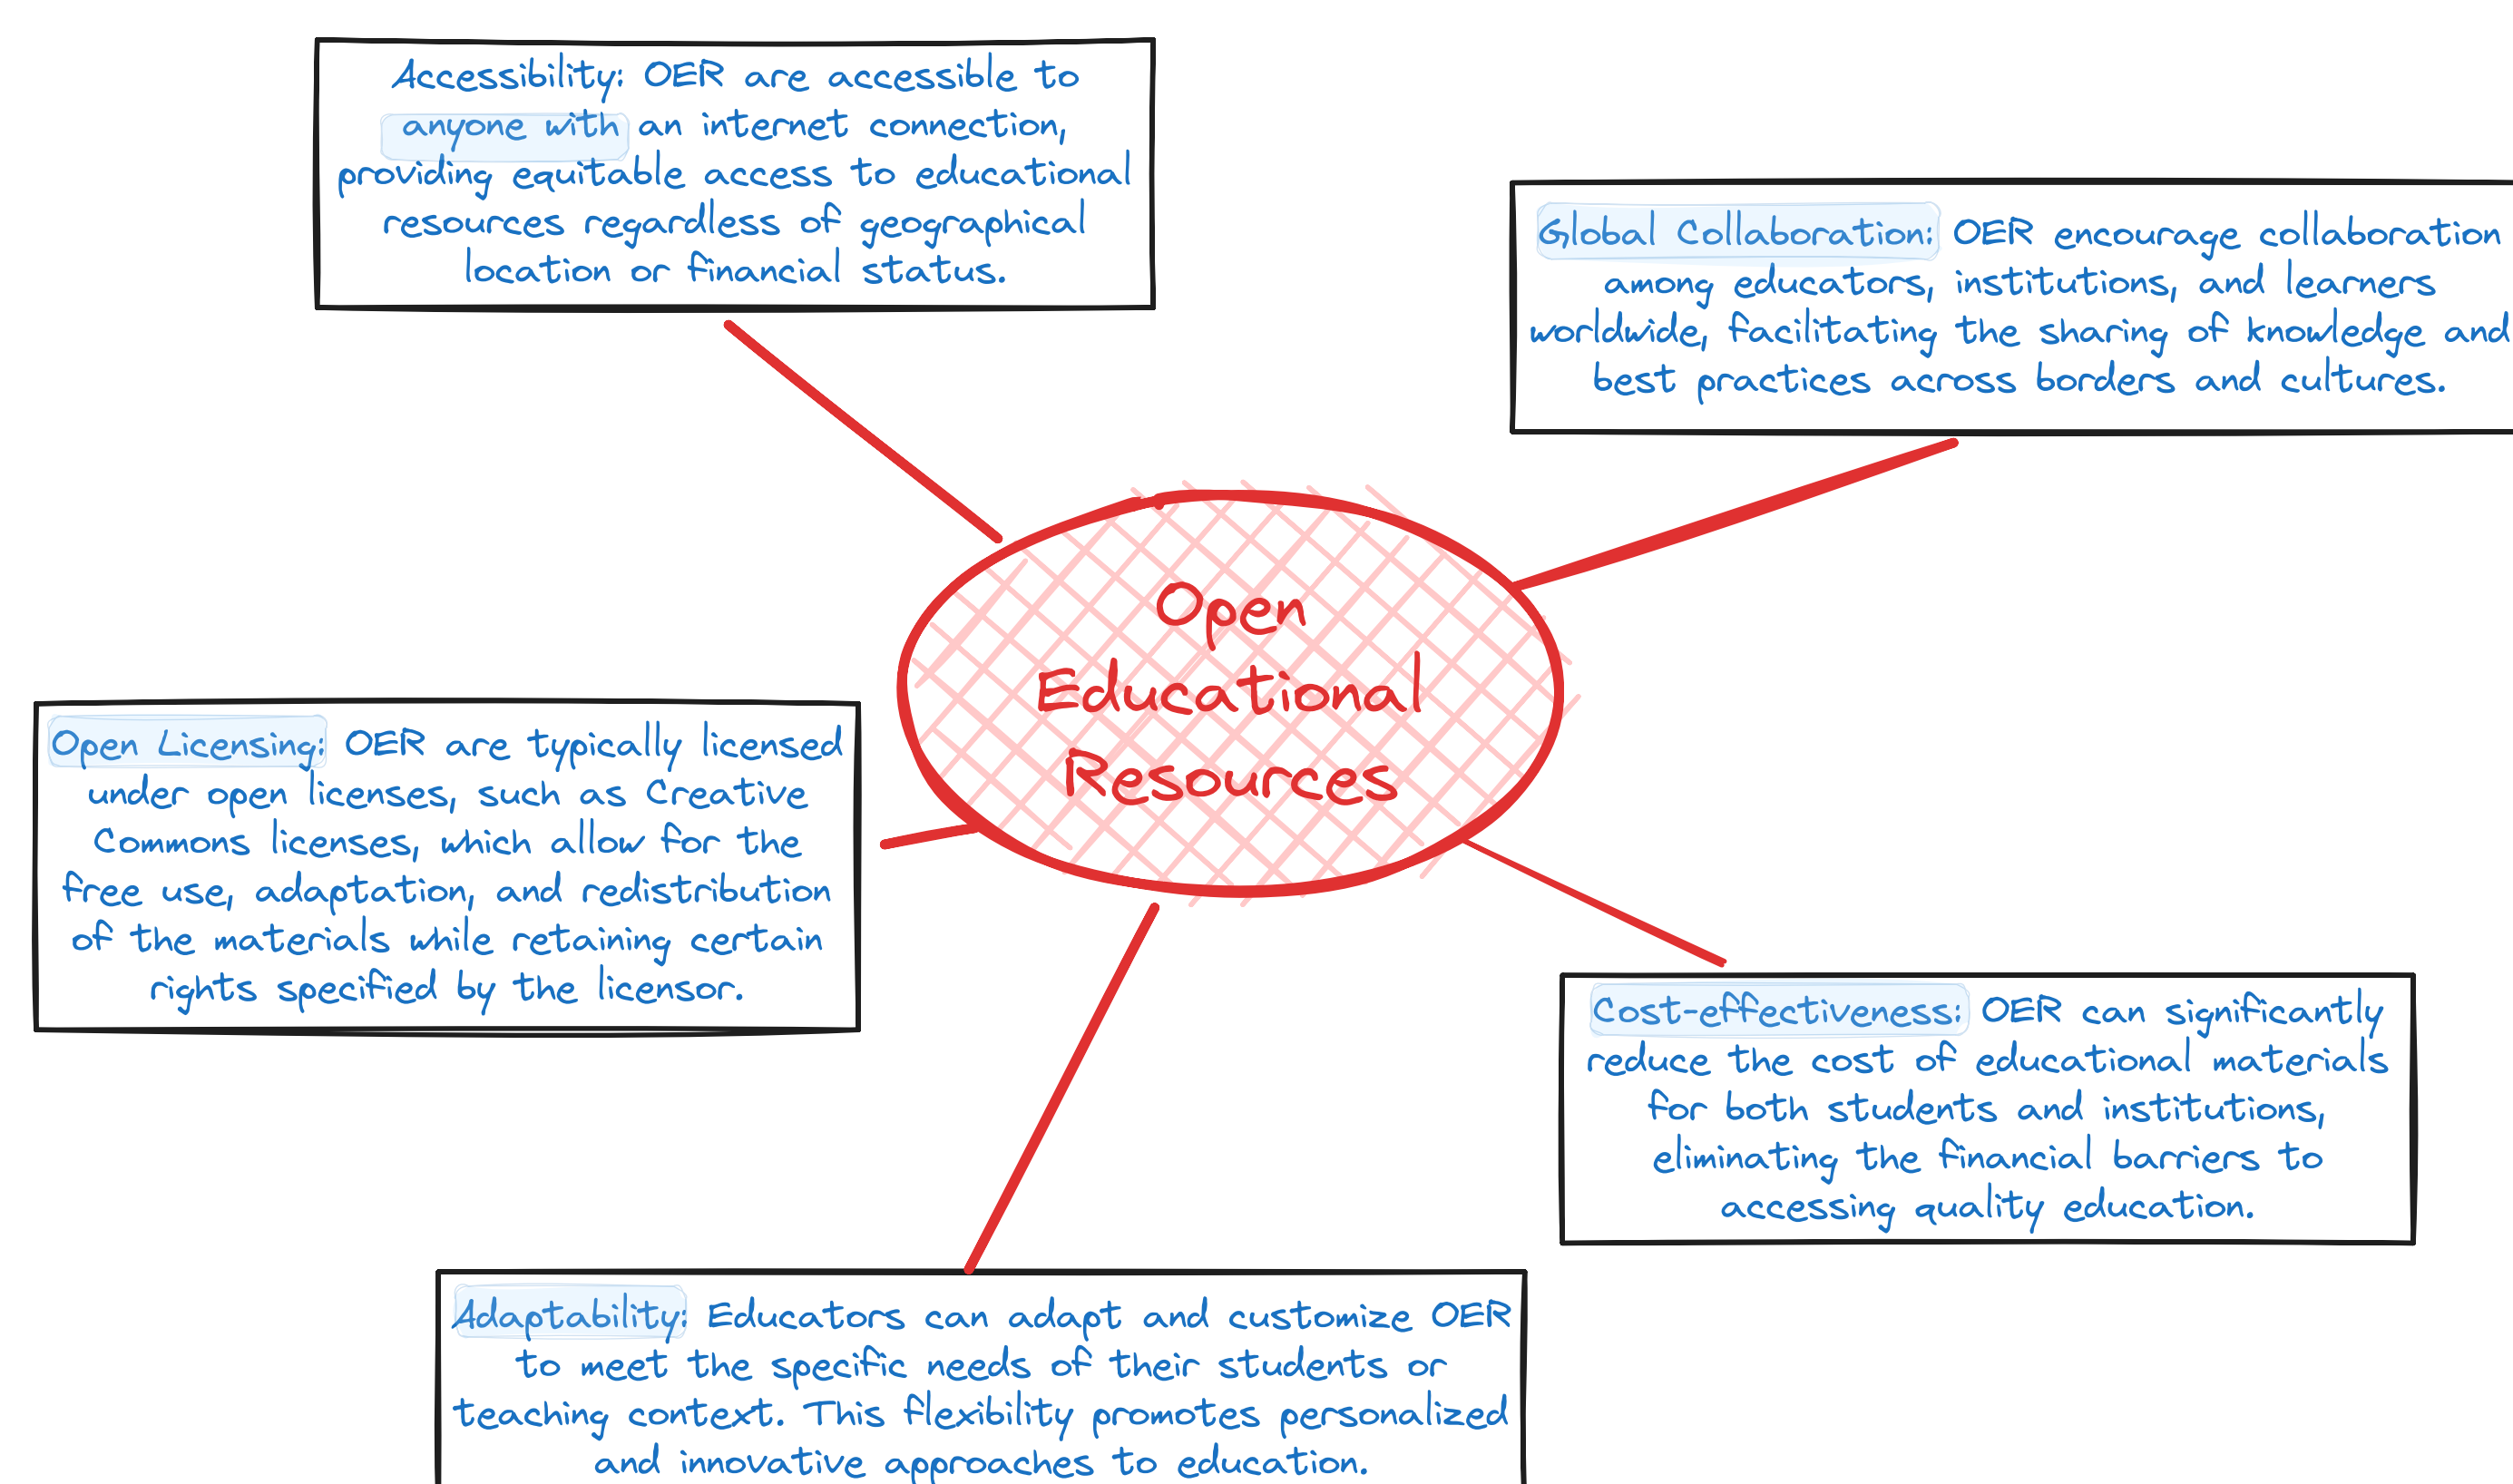 Accessibility: OER are accessible to
anyone with an internet connection,
providing equitable access to educational
resources regardless of geographical
location or financial status.
Global Collaboration: OER encourage collaboration
among educators, institutions, and learners
worldwide, facilitating the sharing of knowledge and
best practices across borders and cultures.
Open
Educational
Resources
Open Licensing: OER are typically licensed
under open licenses, such as Creative
Commons licenses, which allow for the
free use, adaptation, and redistribution
of the materials while retaining certain
rights specified by the licensor.
Cost-effectiveness: OER can significantly
reduce the cost of educational materials
for both students and institutions,
eliminating the financial barriers to
accessing quality education.
Adaptability: Educators can adapt and customize OER
to meet the specific needs of their students or
teaching context. This flexibility promotes personalized
and innovative approaches to education.